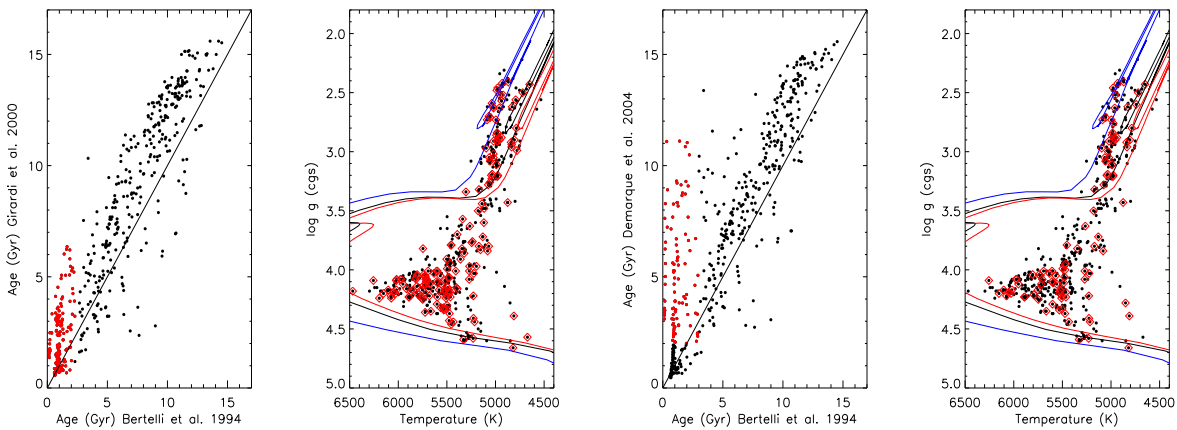 Age (Gyr) Girardi et al. 2000
15
10
5
0
0 5 10 15
Age (Gyr) Bertelli et al. 1994
log g (cgs)
2.0
2.5
3.0
3.5
4.0
4.5
5.0
6500 6000 5500 5000 4500
Temperature (K)
Age (Gyr) Demarque et al. 2004
15
10
5
0
0 5 10 15
Age (Gyr) Bertelli et al. 1994
log g (cgs)
2.0
2.5
3.0
3.5
4.0
4.5
5.0
6500 6000 5500 5000 4500
Temperature (K)